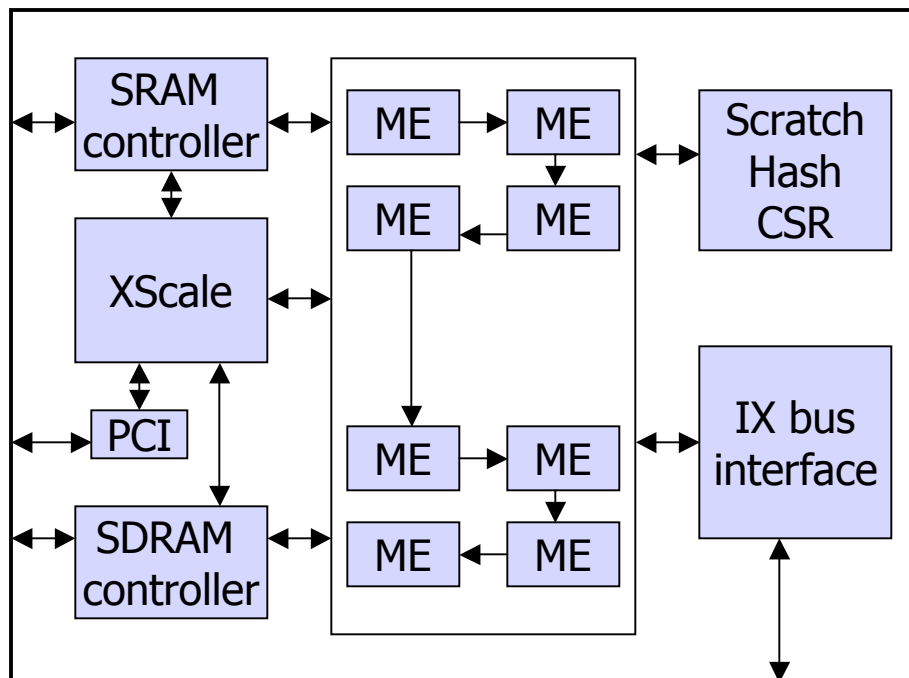 SRAM
controller
XScale
PCI
SDRAM
controller
ME
ME
ME
ME
ME
ME
ME
ME
Scratch
Hash
CSR
IX bus
interface